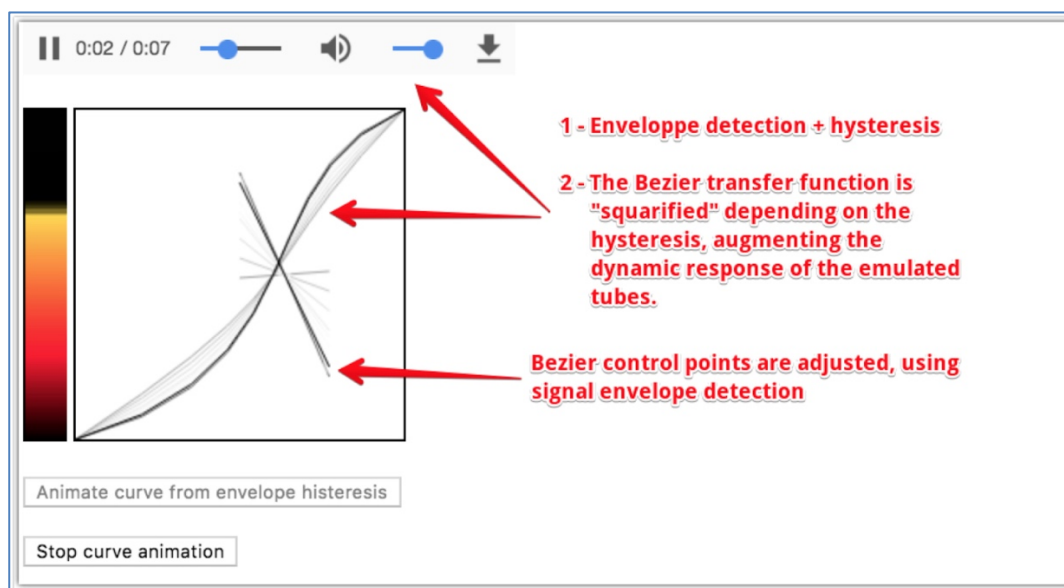 0:02 / 0:07
1 - Enveloppe detection + hysteresis
2 - The Bezier transfer function is
"squarified" depending on the
hysteresis, augmenting the
dynamic response of the emulated
tubes.
Bezier control points are adjusted, using
signal envelope detection
Animate curve from envelope histeresis
Stop curve animation